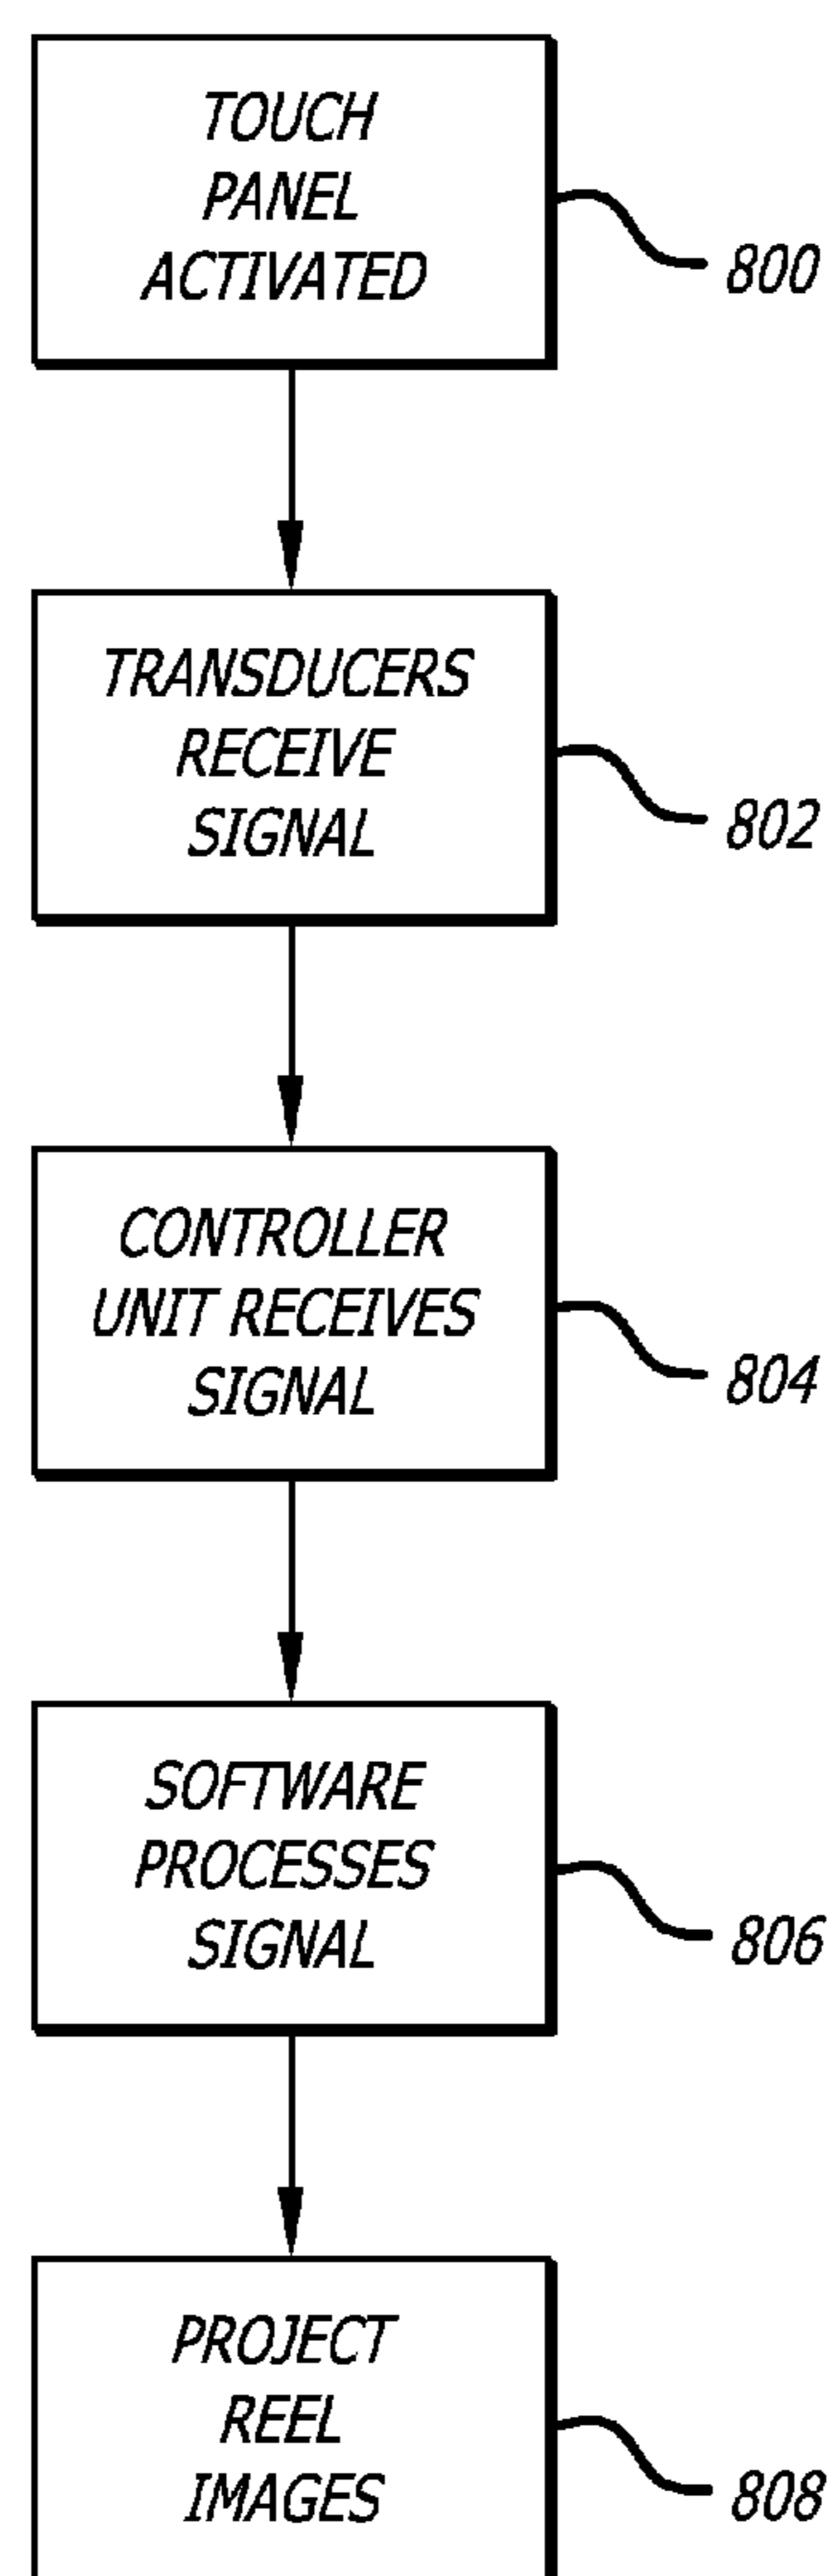 TOUCH
PANEL
ACTIVATED
800
TRANSDUCERS
RECEIVE
SIGNAL
802
CONTROLLER
UNIT RECEIVES
SIGNAL
804
SOFTWARE
PROCESSES
SIGNAL
806
PROJECT
REEL
IMAGES
808